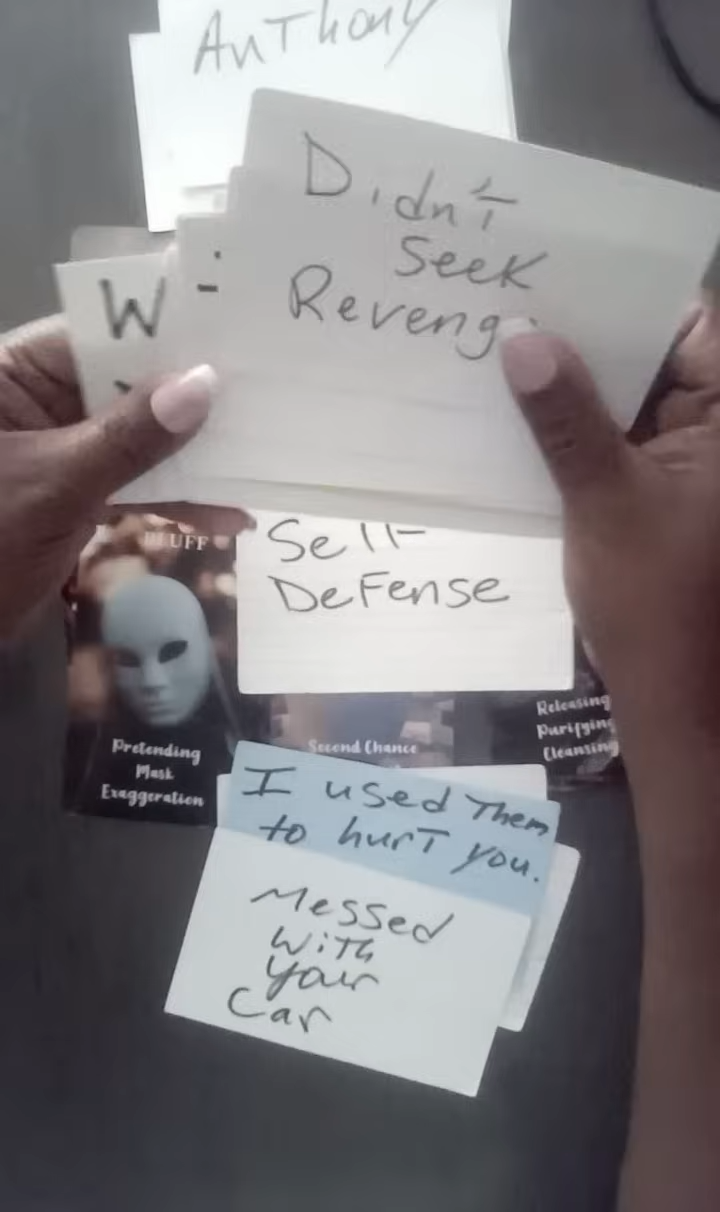 Anthony
Didn't
Seek
Reveng
W -
Self
Defense
BLUFF
Pretending
Mask
Exaggeration
Second Chance
Releasing
Purifying
Cleansing
I used Them
to hurt you.
Messed
With
Your
Car